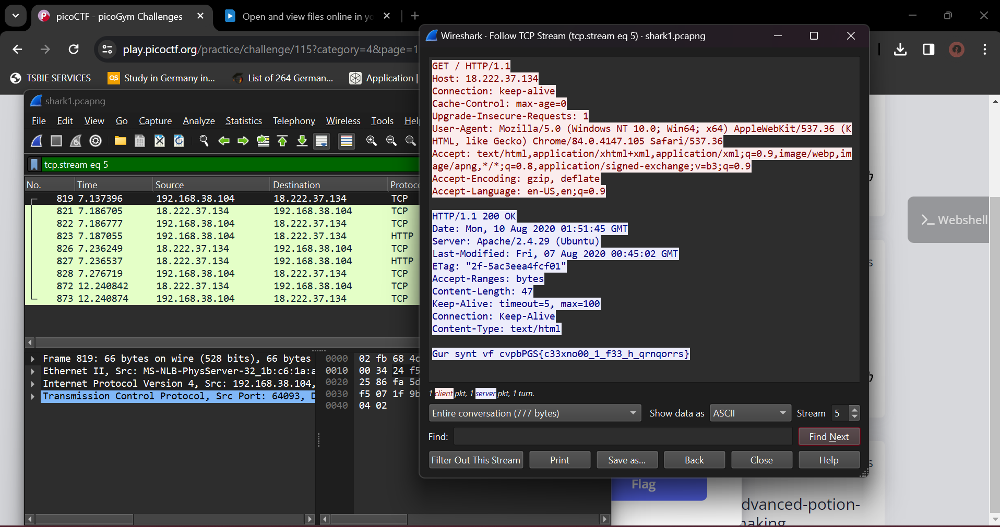 picoCTF - picoGym Challenges
Open and view files online in yo
play.picoctf.org/practice/challenge/115?category=4&page=1
TSBIE SERVICES
Study in Germany in...
List of 264 German...
Application |
shark1.pcapng
File Edit View Go Capture Analyze Statistics Telephony Wireless Tools Hel
tcp.stream eq 5
No. Time Source Destination Protoc
819 7.137396 192.168.38.104 18.222.37.134 TCP
821 7.186705 18.222.37.134 192.168.38.104 TCP
822 7.186777 192.168.38.104 18.222.37.134 TCP
823 7.187055 192.168.38.104 18.222.37.134 HTTP
826 7.236249 18.222.37.134 192.168.38.104 TCP
827 7.236537 18.222.37.134 192.168.38.104 HTTP
828 7.276719 192.168.38.104 18.222.37.134 TCP
872 12.240842 18.222.37.134 192.168.38.104 TCP
873 12.240874 192.168.38.104 18.222.37.134 TCP
Frame 819: 66 bytes on wire (528 bits), 66 bytes
Ethernet II, Src: MS-NLB-PhysServer-32_1b:c6:1a:a
Internet Protocol Version 4, Src: 192.168.38.104,
Transmission Control Protocol, Src Port: 64093, D
0000 02 fb 68 4c
0010 00 34 24 f5
0020 25 86 fa 5d
0030 f5 07 1f 9b
0040 04 02
Wireshark · Follow TCP Stream (tcp.stream eq 5) · shark1.pcapng
GET / HTTP/1.1
Host: 18.222.37.134
Connection: keep-alive
Cache-Control: max-age=0
Upgrade-Insecure-Requests: 1
User-Agent: Mozilla/5.0 (Windows NT 10.0; Win64; x64) AppleWebKit/537.36 (K
HTML, like Gecko) Chrome/84.0.4147.105 Safari/537.36
Accept: text/html,application/xhtml+xml,application/xml;q=0.9,image/webp,im
age/apng,*/*;q=0.8,application/signed-exchange;v=b3;q=0.9
Accept-Encoding: gzip, deflate
Accept-Language: en-US,en;q=0.9
HTTP/1.1 200 OK
Date: Mon, 10 Aug 2020 01:51:45 GMT
Server: Apache/2.4.29 (Ubuntu)
Last-Modified: Fri, 07 Aug 2020 00:45:02 GMT
ETag: "2f-5ac3eea4fcf01"
Accept-Ranges: bytes
Content-Length: 47
Keep-Alive: timeout=5, max=100
Connection: Keep-Alive
Content-Type: text/html
Gur synt vf cvpbPGS{c33xno00_1_f33_h_qrnqorrs}
1 client pkt, 1 server pkt, 1 turn.
Entire conversation (777 bytes)
Show data as ASCII
Stream 5
Find:
Find Next
Filter Out This Stream
Print
Save as...
Back
Close
Help
>_ Webshell
Flag
dvanced-potion-
aking